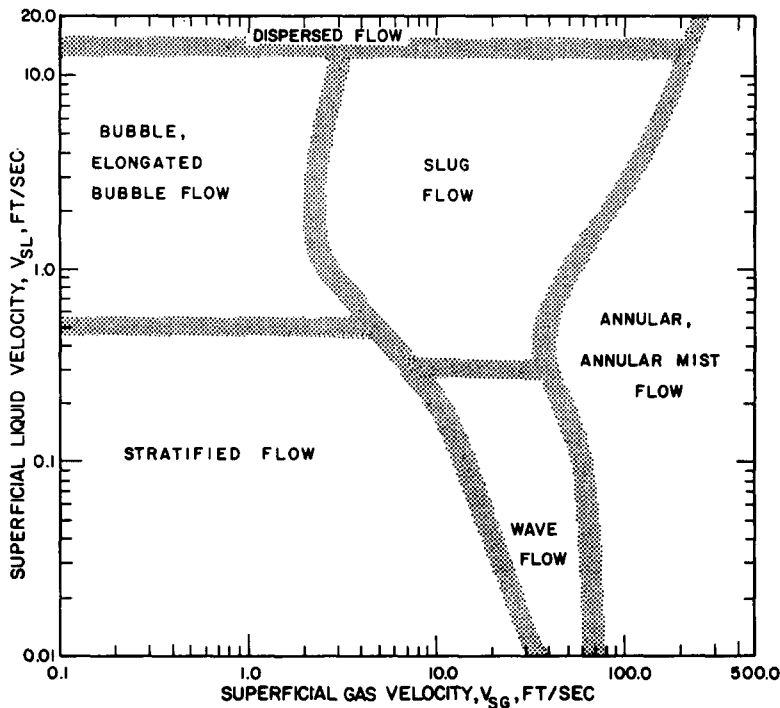 20.0
DISPERSED FLOW
10.0
BUBBLE,
ELONGATED
BUBBLE FLOW
SLUG
FLOW
SUPERFICIAL LIQUID VELOCITY, VSL, FT/SEC
1.0
ANNULAR,
ANNULAR MIST
FLOW
0.1
STRATIFIED FLOW
WAVE
FLOW
0.01
0.1 1.0 10.0 100.0 500.0
SUPERFICIAL GAS VELOCITY, VSG, FT/SEC